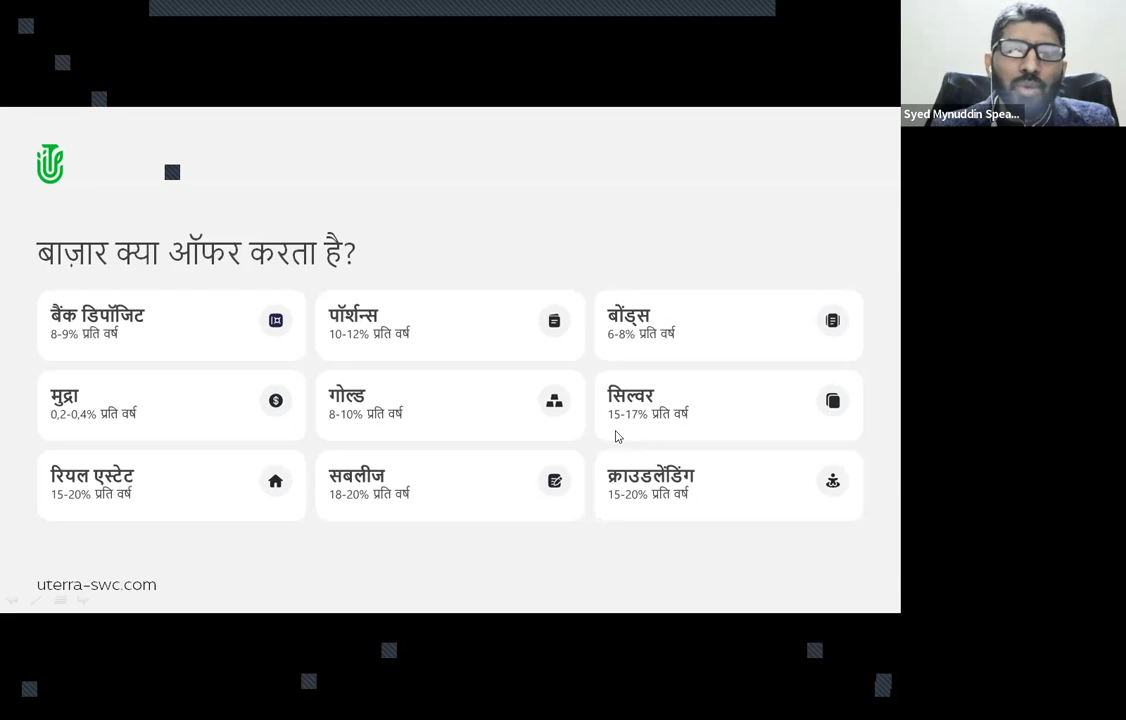 Syed Mynuddin Spea...
बाज़ार क्या ऑफर करता है?
बैंक डिपॉजिट
8-9% प्रति वर्ष
पॉर्शन्स
10-12% प्रति वर्ष
बोंड्स
6-8% प्रति वर्ष
मुद्रा
0,2-0,4% प्रति वर्ष
गोल्ड
8-10% प्रति वर्ष
सिल्वर
15-17% प्रति वर्ष
रियल एस्टेट
15-20% प्रति वर्ष
सबलीज
18-20% प्रति वर्ष
क्राउडलेंडिंग
15-20% प्रति वर्ष
uterra-swc.com